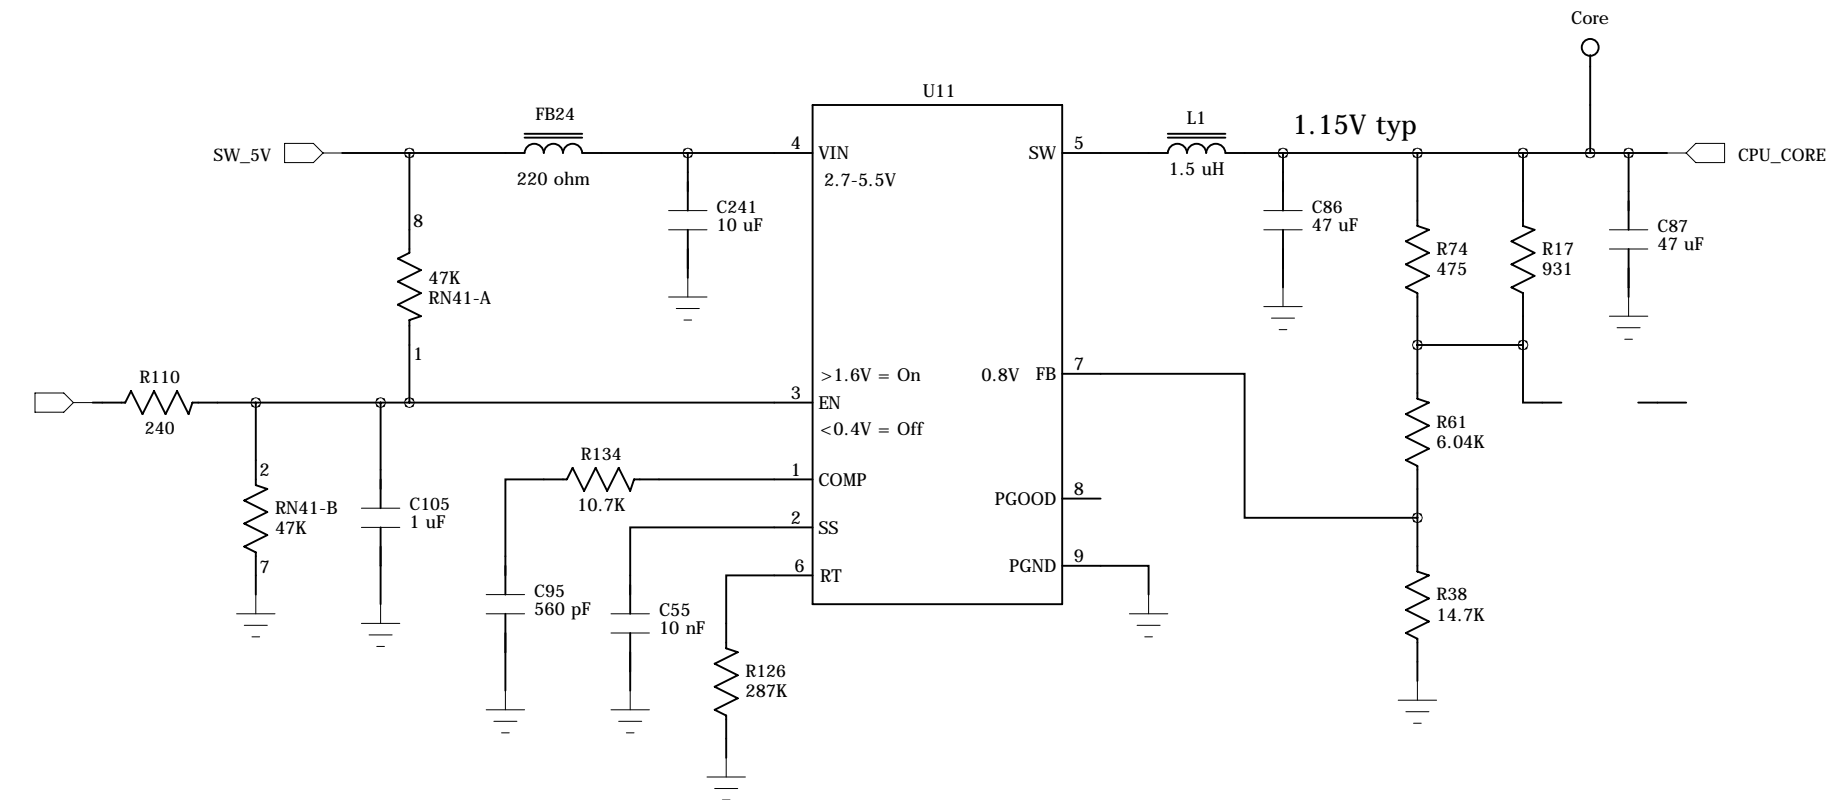 Core
U11
FB24
L1
1.15V typ
SW_5V
4
VIN
SW
5
CPU_CORE
220 ohm
2.7-5.5V
1.5 uH
8
C241
10 uF
C86
47 uF
C87
47 uF
R74
475
R17
931
47K
RN41-A
1
R110
240
>1.6V = On
0.8V
FB
7
3
EN
<0.4V = Off
R61
6.04K
R134
10.7K
1
COMP
2
RN41-B
47K
7
C105
1 uF
PGOOD
8
2
SS
6
RT
PGND
9
C95
560 pF
C55
10 nF
R38
14.7K
R126
287K